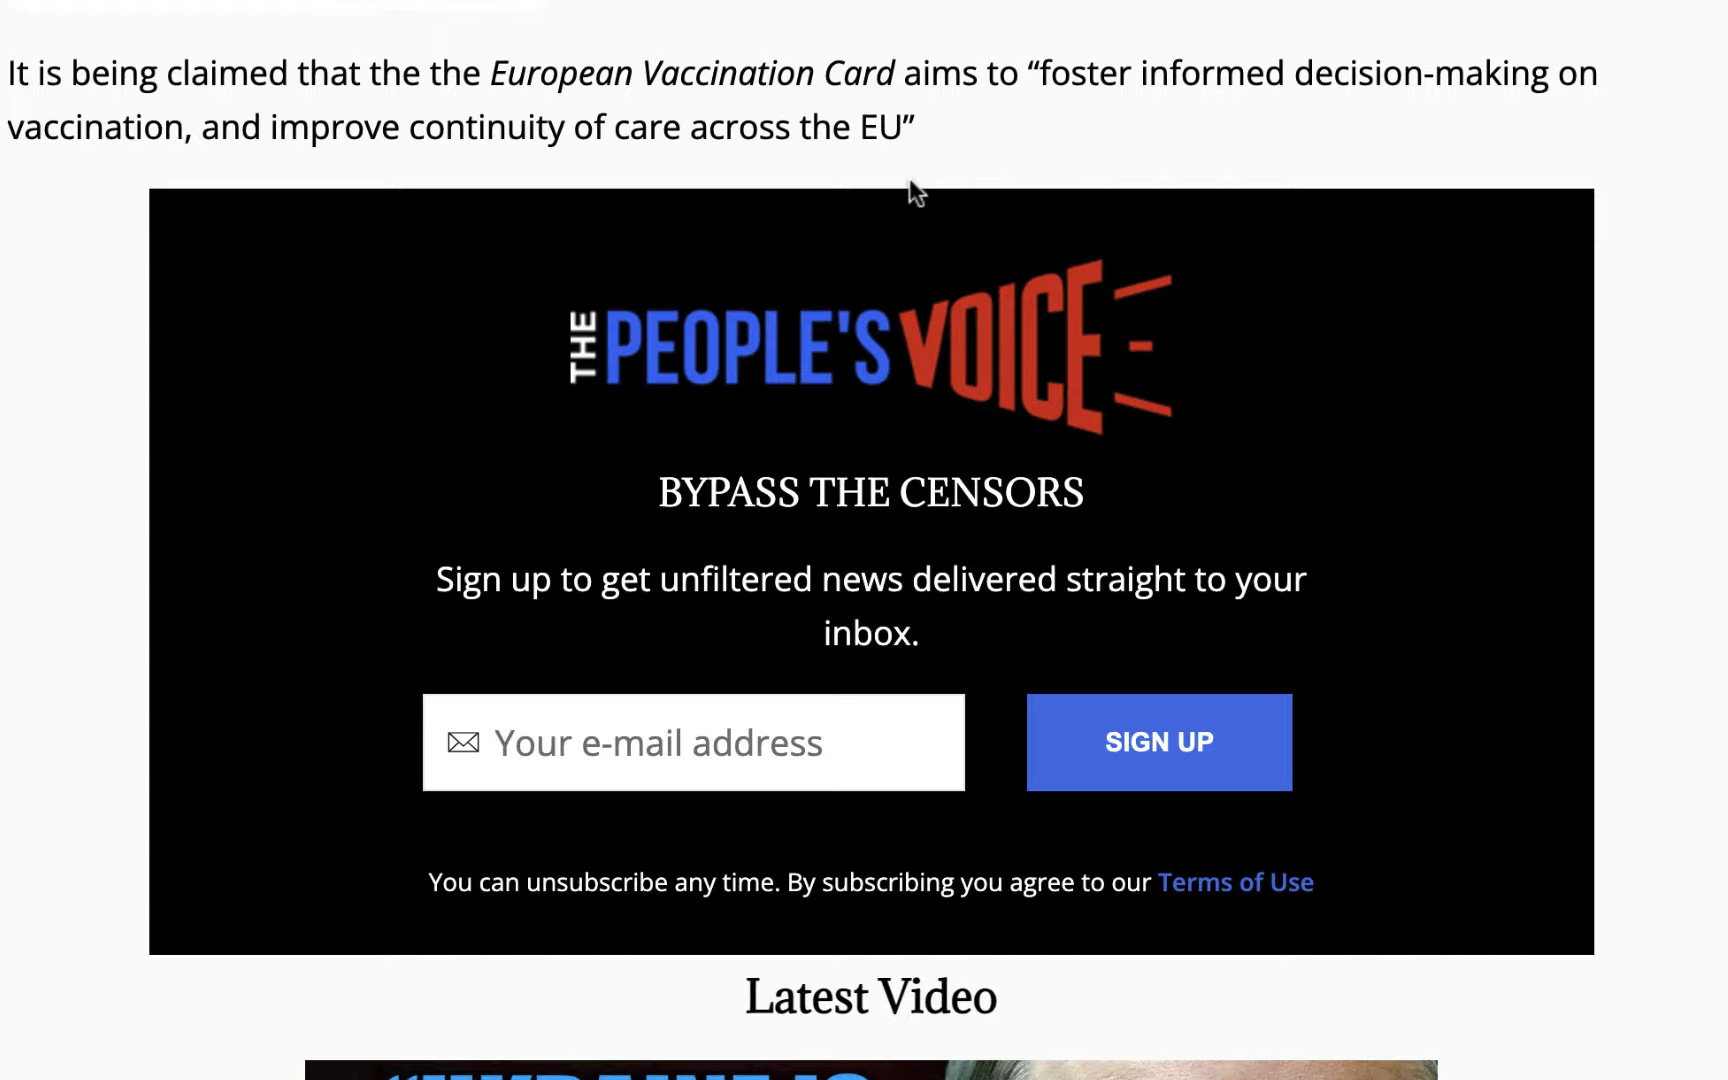 It is being claimed that the the European Vaccination Card aims to “foster informed decision-making on
vaccination, and improve continuity of care across the EU”
THE PEOPLE'S VOICE
BYPASS THE CENSORS
Sign up to get unfiltered news delivered straight to your
inbox.
Your e-mail address
SIGN UP
You can unsubscribe any time. By subscribing you agree to our Terms of Use
Latest Video
“UKRAINE IS